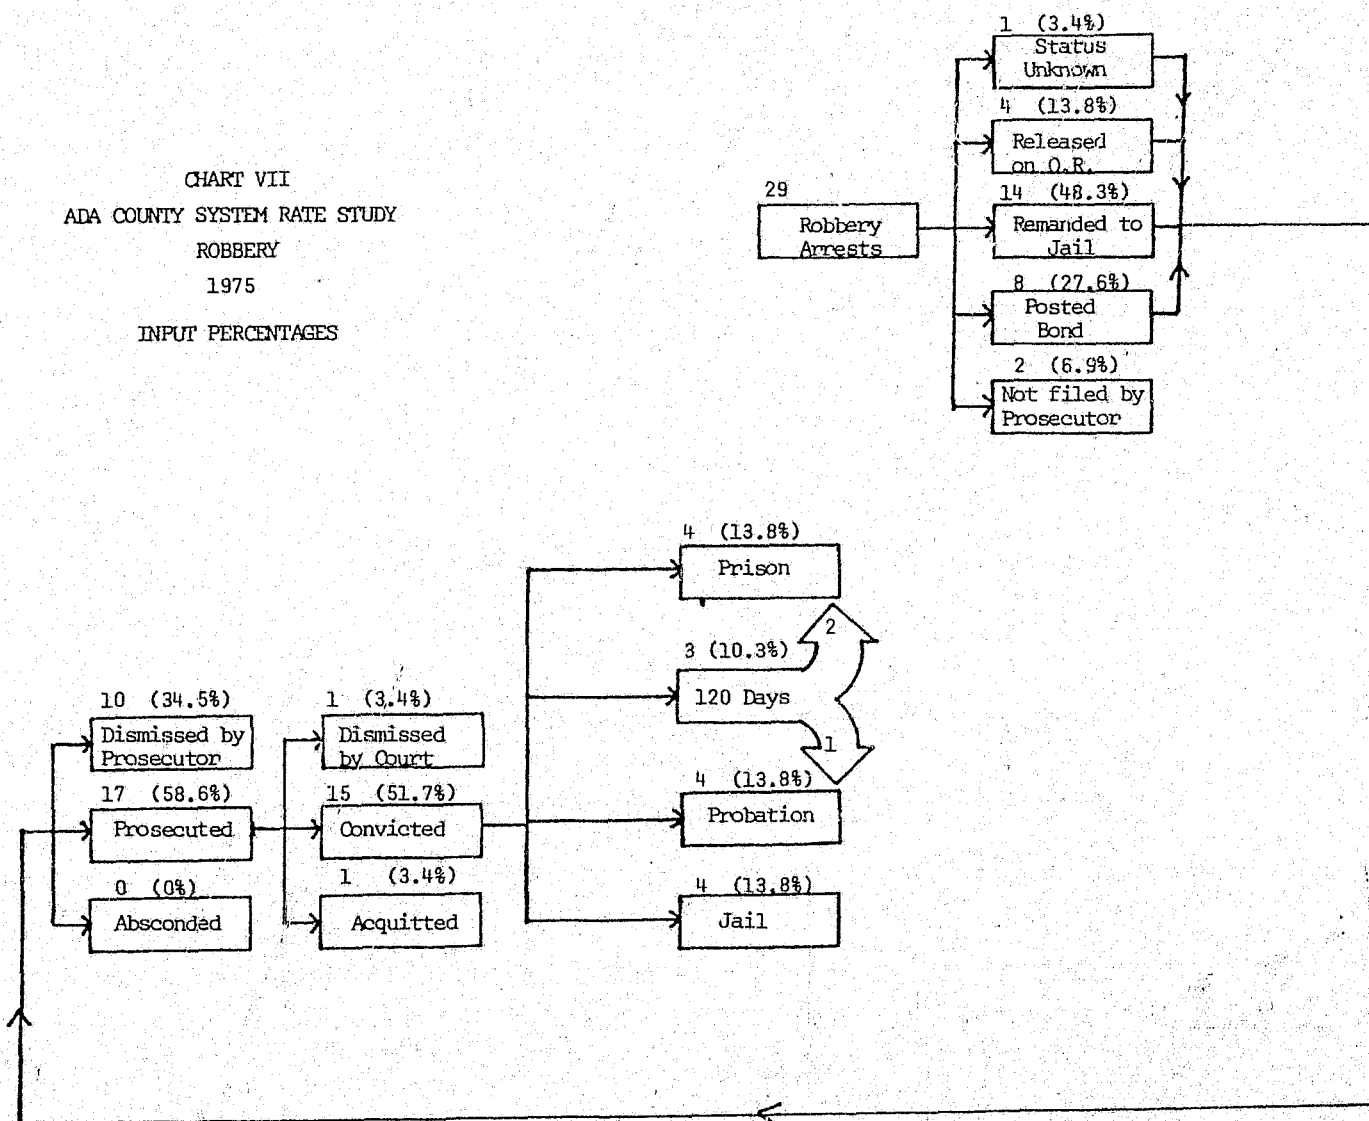 1 (3.4%)
Status
Unknown
4 (13.8%)
Released
on O.R.
CHART VII
ADA COUNTY SYSTEM RATE STUDY
ROBBERY
1975
INPUT PERCENTAGES
29
Robbery
Arrests
14 (48.3%)
Remanded to
Jail
8 (27.6%)
Posted
Bond
2 (6.9%)
Not filed by
Prosecutor
10 (34.5%)
Dismissed by
Prosecutor
17 (58.6%)
Prosecuted
0 (0%)
Absconded
1 (3.4%)
Dismissed
by Court
15 (51.7%)
Convicted
1 (3.4%)
Acquitted
4 (13.8%)
Prison
2
3 (10.3%)
120 Days
1
4 (13.8%)
Probation
4 (13.8%)
Jail